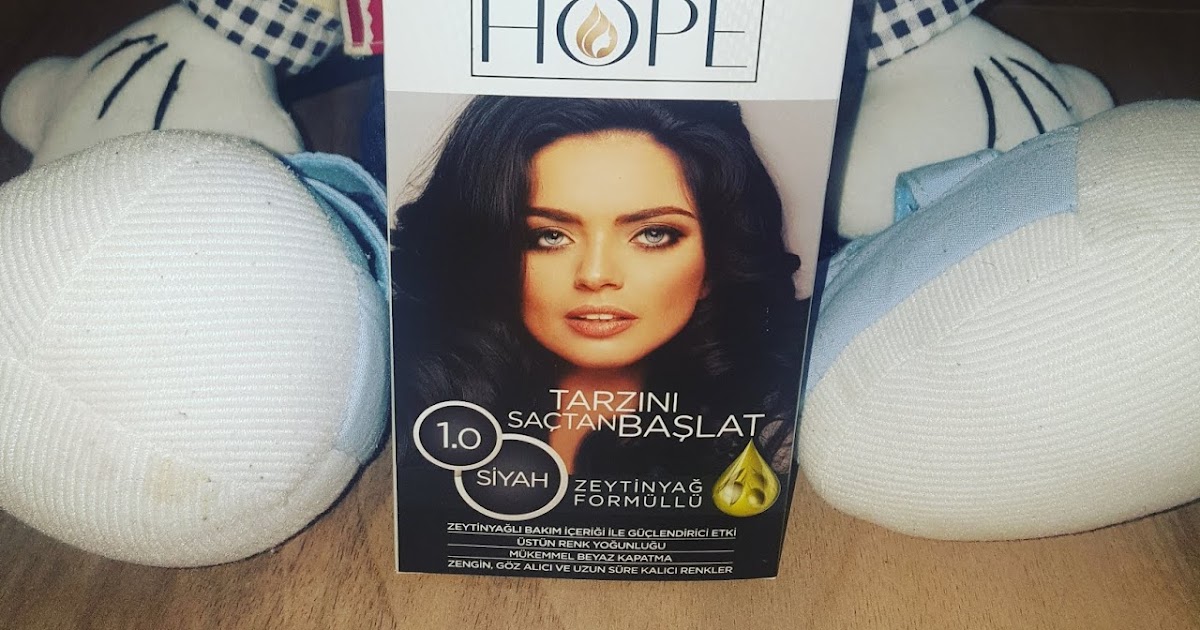 HOPE
TARZINI
SAÇTAN BAŞLAT
1.0
SİYAH
ZEYTİNYAĞ
FORMÜLLÜ
ZEYTİNYAĞLI BAKIM İÇERİĞİ İLE GÜÇLENDİRİCİ ETKİ
ÜSTÜN RENK YOĞUNLUĞU
MÜKEMMEL BEYAZ KAPATMA
ZENGİN, GÖZ ALICI VE UZUN SÜRE KALICI RENKLER